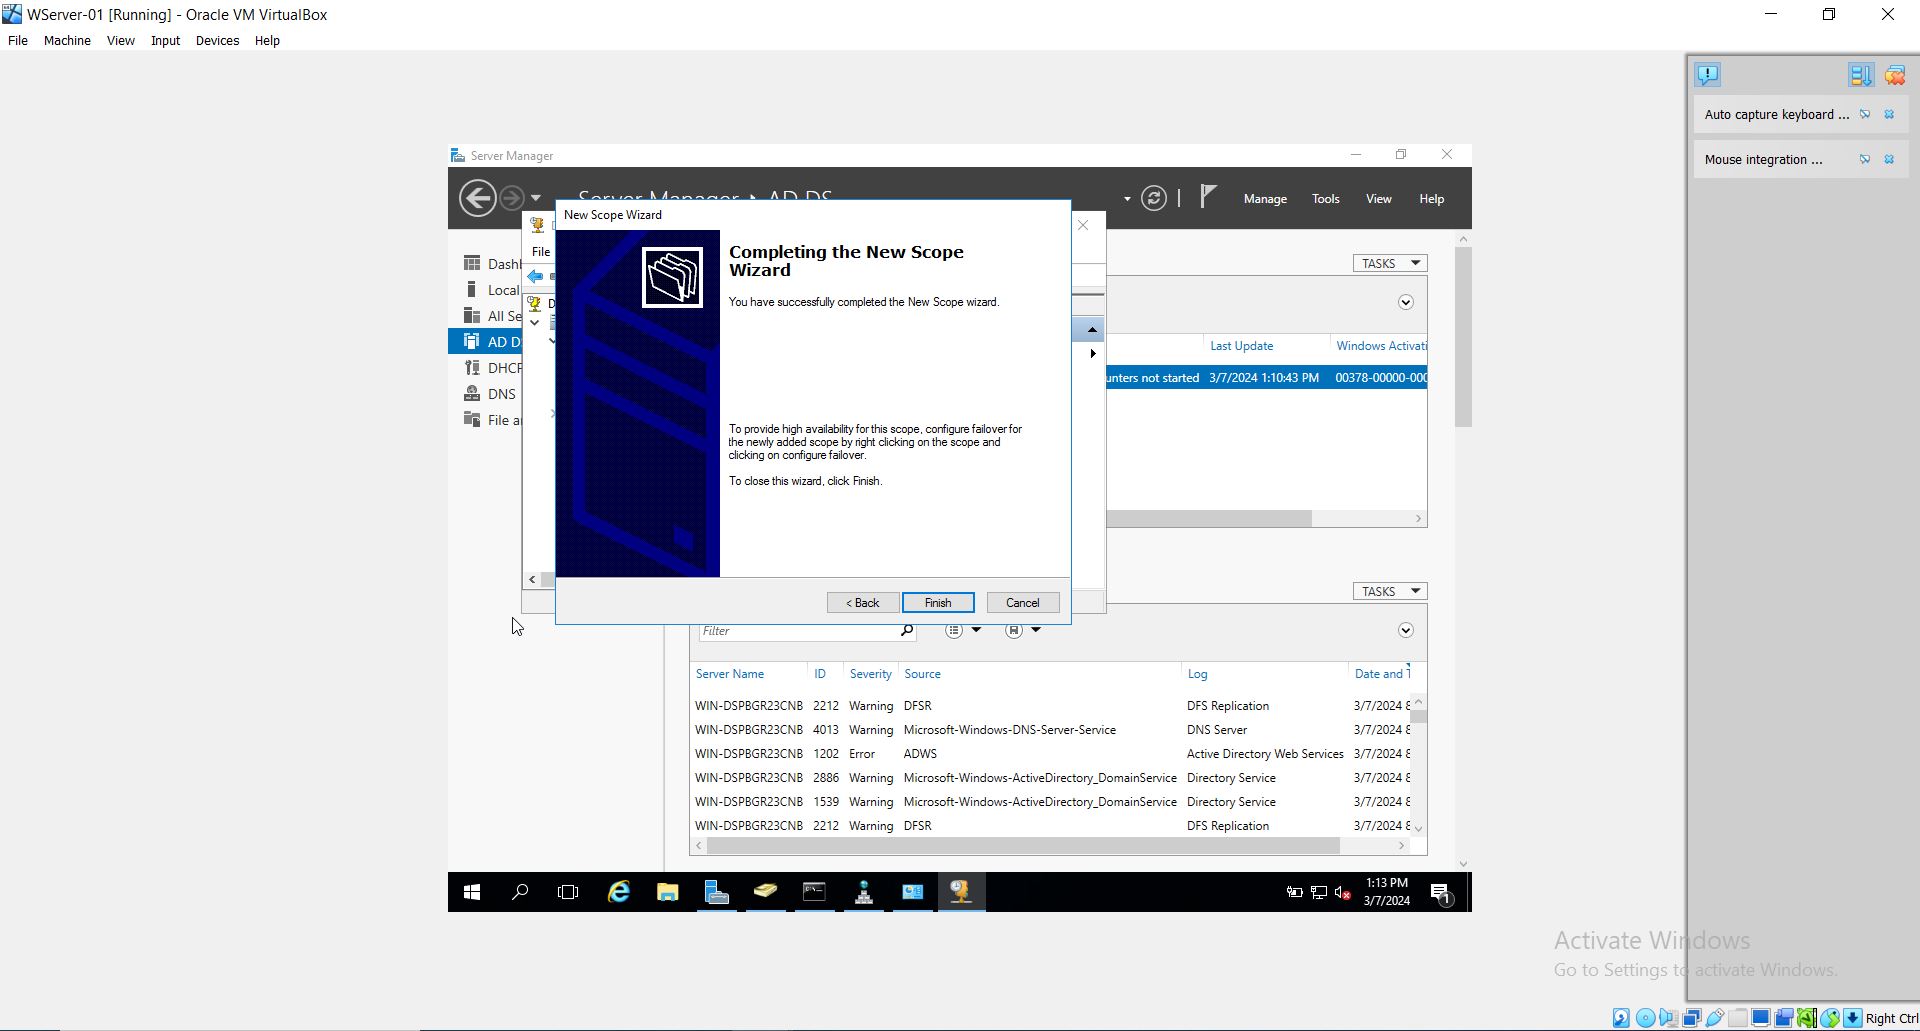 WServer-01 [Running] - Oracle VM VirtualBox
File Machine View Input Devices Help
Auto capture keyboard ...
Mouse integration ...
Server Manager
Server Manager AD DS
Manage Tools View Help
New Scope Wizard
File
Dash
Local
All Se
AD D
DHCP
DNS
File a
Completing the New Scope
Wizard
You have successfully completed the New Scope wizard.
To provide high availability for this scope, configure failover for
the newly added scope by right clicking on the scope and
clicking on configure failover.
To close this wizard, click Finish.
< Back Finish Cancel
TASKS
Last Update Windows Activati
unters not started 3/7/2024 1:10:43 PM 00378-00000-000
TASKS
Filter
Server Name ID Severity Source Log Date and T
WIN-DSPBGR23CNB 2212 Warning DFSR DFS Replication 3/7/2024 8
WIN-DSPBGR23CNB 4013 Warning Microsoft-Windows-DNS-Server-Service DNS Server 3/7/2024 8
WIN-DSPBGR23CNB 1202 Error ADWS Active Directory Web Services 3/7/2024 8
WIN-DSPBGR23CNB 2886 Warning Microsoft-Windows-ActiveDirectory_DomainService Directory Service 3/7/2024 8
WIN-DSPBGR23CNB 1539 Warning Microsoft-Windows-ActiveDirectory_DomainService Directory Service 3/7/2024 8
WIN-DSPBGR23CNB 2212 Warning DFSR DFS Replication 3/7/2024 8
1:13 PM
3/7/2024
1
Activate Windows
Go to Settings to activate Windows.
Right Ctrl